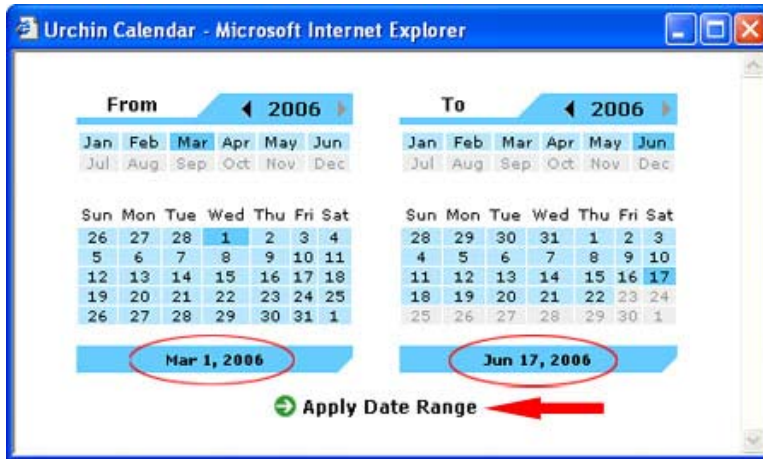 Urchin Calendar - Microsoft Internet Explorer
From 2006
Jan Feb Mar Apr May Jun
Jul Aug Sep Oct Nov Dec
Sun Mon Tue Wed Thu Fri Sat
26 27 28 1 2 3 4
5 6 7 8 9 10 11
12 13 14 15 16 17 18
19 20 21 22 23 24 25
26 27 28 29 30 31 1
Mar 1, 2006
To 2006
Jan Feb Mar Apr May Jun
Jul Aug Sep Oct Nov Dec
Sun Mon Tue Wed Thu Fri Sat
28 29 30 31 1 2 3
4 5 6 7 8 9 10
11 12 13 14 15 16 17
18 19 20 21 22 23 24
25 26 27 28 29 30 1
Jun 17, 2006
Apply Date Range